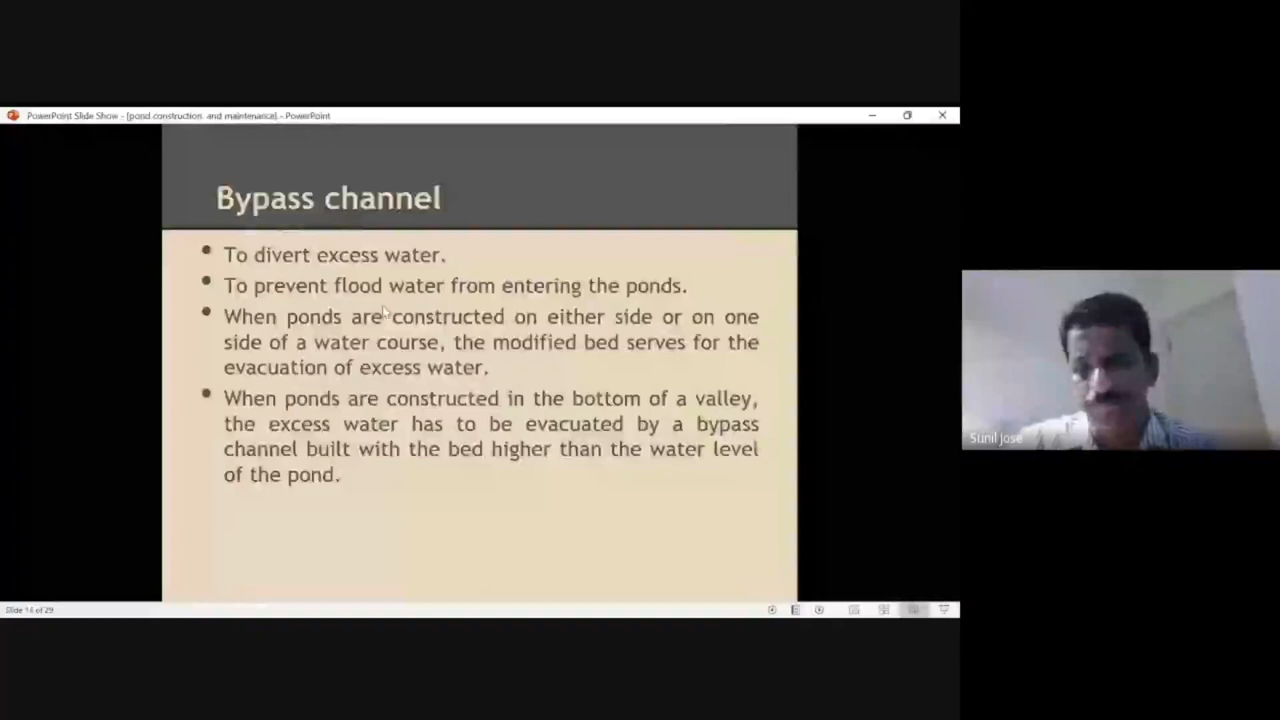 PowerPoint Slide Show - [pond construction and maintenance] - PowerPoint
Bypass channel
• To divert excess water.
• To prevent flood water from entering the ponds.
• When ponds are constructed on either side or on one
side of a water course, the modified bed serves for the
evacuation of excess water.
• When ponds are constructed in the bottom of a valley,
the excess water has to be evacuated by a bypass
channel built with the bed higher than the water level
of the pond.
Sunil Jose
Slide 14 of 29